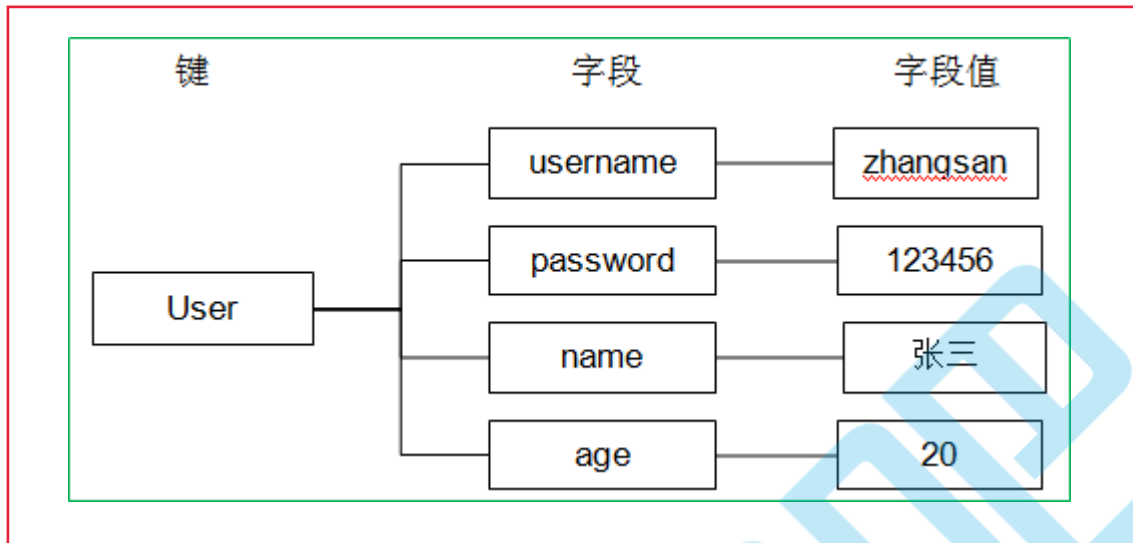 键 字段 字段值
username zhangsan
password 123456
User
name 张三
age 20